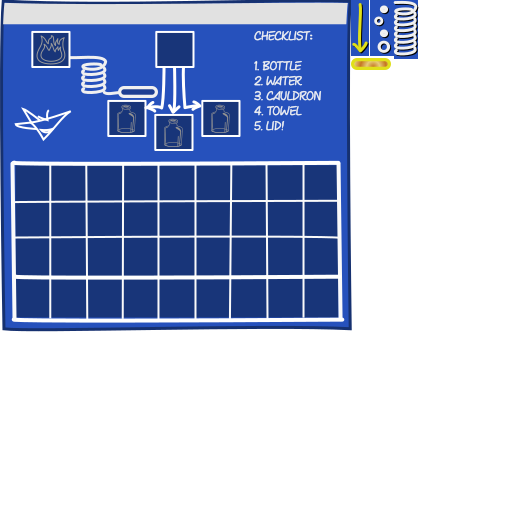 CHECKLIST:
1. BOTTLE
2. WATER
3. CAULDRON
4. TOWEL
5. LID!